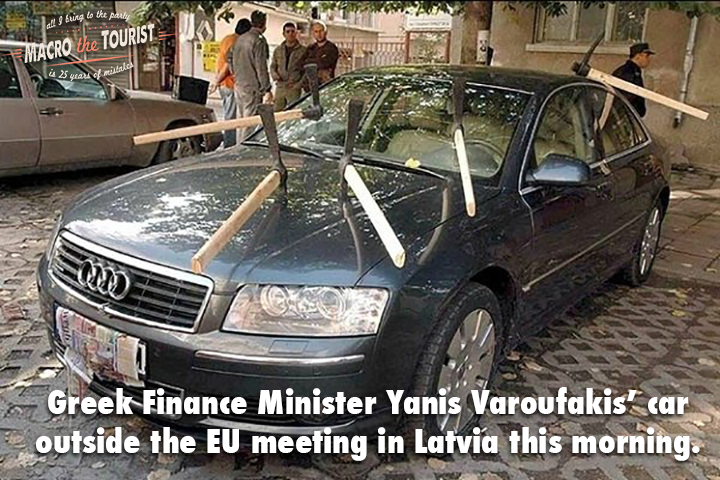 all I bring to the party
MACRO the TOURIST
is 25 years of mistakes
Greek Finance Minister Yanis Varoufakis' car
outside the EU meeting in Latvia this morning.